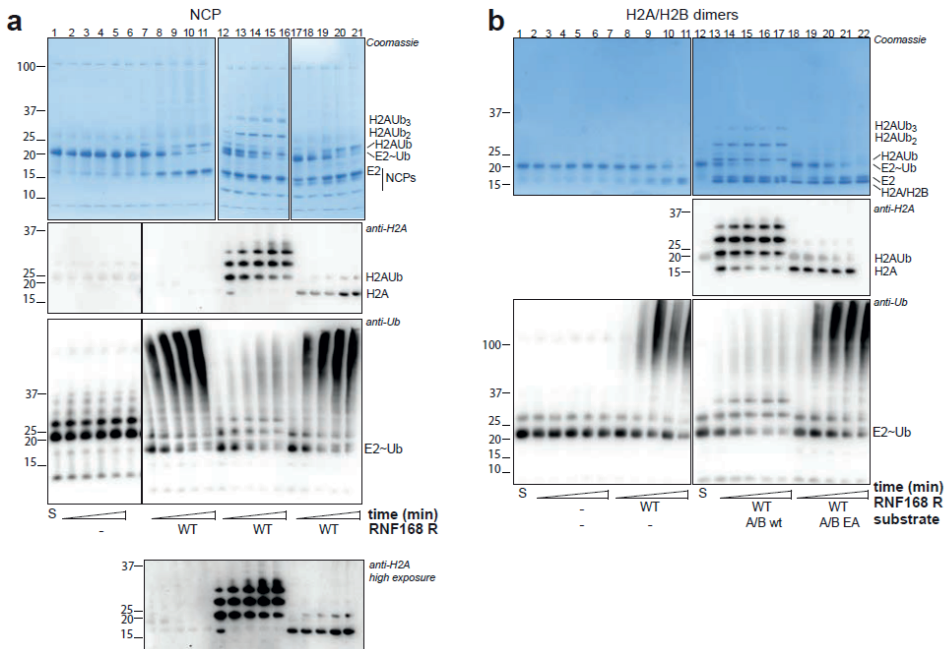 a
NCP
1 2 3 4 5 6 7 8 9 10 11 12 13 14 15 16 17 18 19 20 21
Coomassie
100
37
25
20
15
10
H2AUb3
H2AUb2
H2AUb
E2~Ub
E2
NCPs
anti-H2A
37
25
20
15
H2AUb
H2A
anti-Ub
37
25
20
15
E2~Ub
S
time (min)
- WT WT WT RNF168 R
anti-H2A
high exposure
37
25
20
15
b
H2A/H2B dimers
1 2 3 4 5 6 7 8 9 10 11 12 13 14 15 16 17 18 19 20 21 22
Coomassie
37
25
20
15
H2AUb3
H2AUb2
H2AUb
E2~Ub
E2
H2A/H2B
anti-H2A
37
25
20
15
H2AUb
H2A
anti-Ub
100
37
25
20
15
10
E2~Ub
S S time (min)
- WT WT WT RNF168 R
- - A/B wt A/B EA substrate